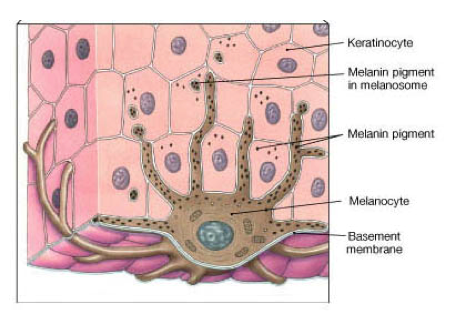 Keratinocyte
Melanin pigment
in melanosome
Melanin pigment
Melanocyte
Basement
membrane